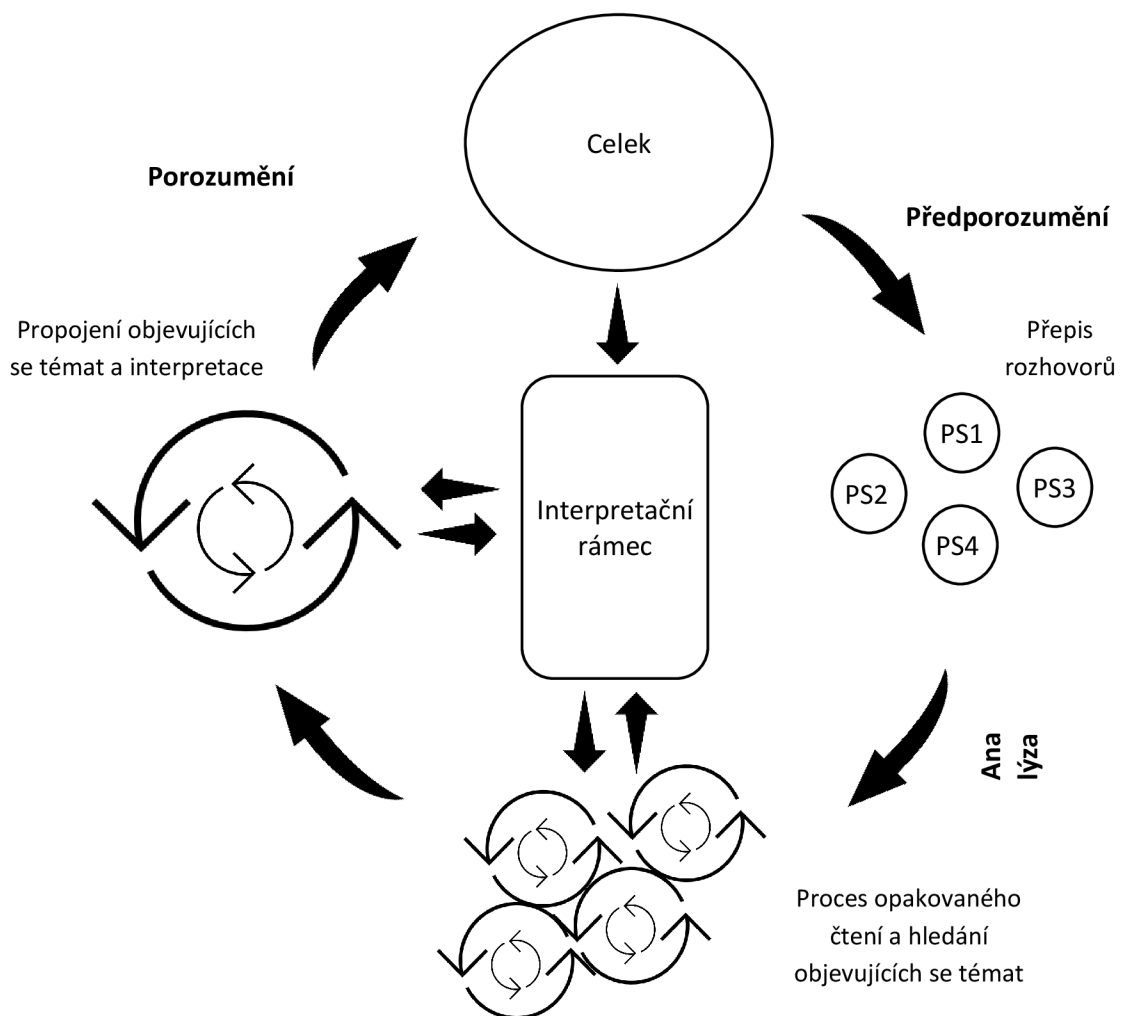 Celek
Porozumění
Předporozumění
Propojení objevujících
se témat a interpretace
Přepis
rozhovorů
PS1
PS2
PS3
PS4
Interpretační
rámec
Ana
lýza
Proces opakovaného
čtení a hledání
objevujících se témat